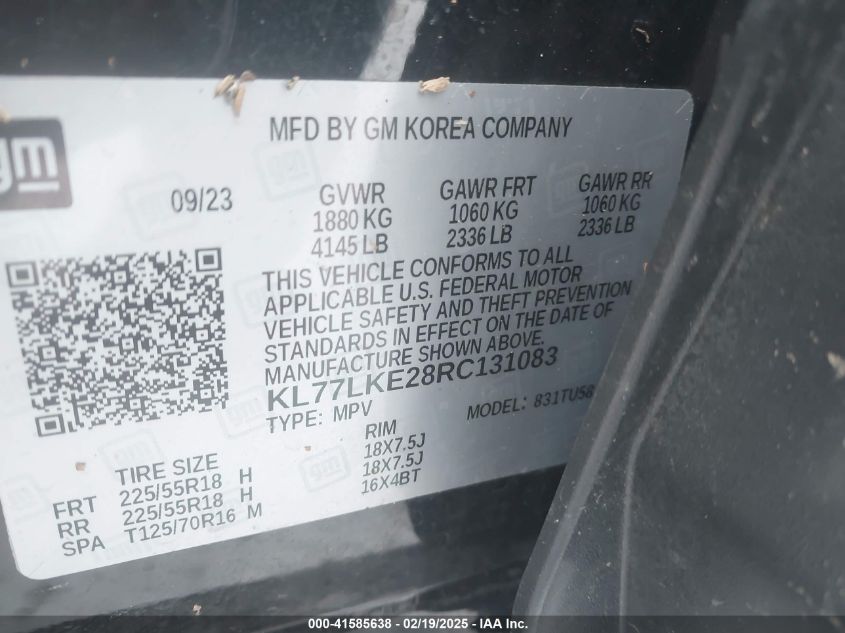 MFD BY GM KOREA COMPANY
gm
09/23
GVWR GAWR FRT GAWR RR
1880 KG 1060 KG 1060 KG
4145 LB 2336 LB 2336 LB
THIS VEHICLE CONFORMS TO ALL
APPLICABLE U.S. FEDERAL MOTOR
VEHICLE SAFETY AND THEFT PREVENTION
STANDARDS IN EFFECT ON THE DATE OF
MANUFACTURE SHOWN ABOVE.
KL77LKE28RC131083
TYPE: MPV MODEL: 831TU58
TIRE SIZE RIM
FRT 225/55R18 H 18X7.5J
RR 225/55R18 H 18X7.5J
SPA T125/70R16 M 16X4BT
000-41585638 - 02/19/2025 - IAA Inc.